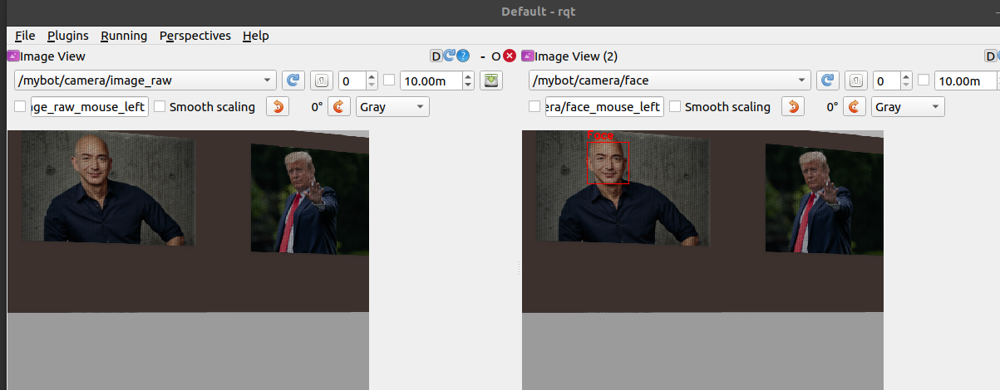 Default - rqt
File Plugins Running Perspectives Help
Image View D - O
/mybot/camera/image_raw 0 10.00m
ge_raw_mouse_left Smooth scaling 0° Gray
Image View (2) D
/mybot/camera/face 0 10.00m
era/face_mouse_left Smooth scaling 0° Gray
Face